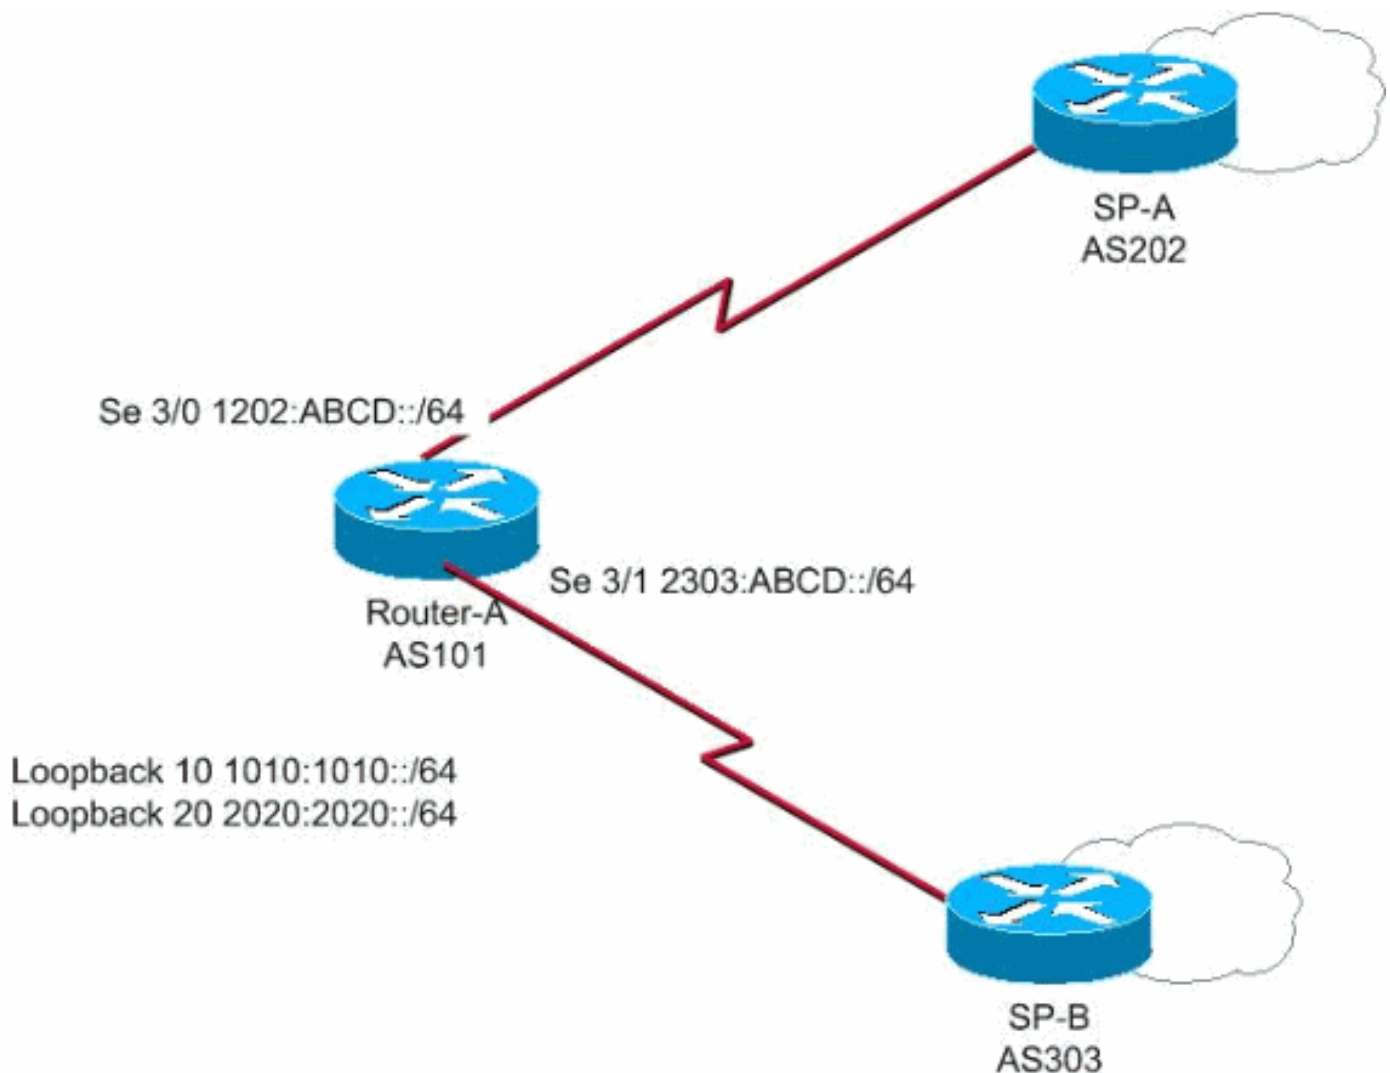 SP-A
AS202
Se 3/0 1202:ABCD::/64
Se 3/1 2303:ABCD::/64
Router-A
AS101
Loopback 10 1010:1010::/64
Loopback 20 2020:2020::/64
SP-B
AS303